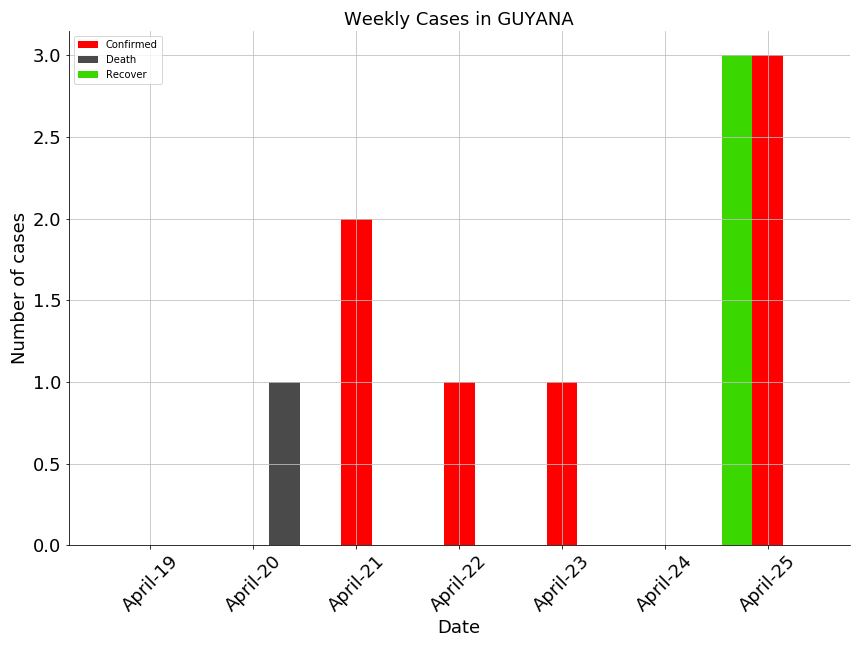 Weekly Cases in GUYANA
Confirmed
Death
Recover
Number of cases
3.0
2.5
2.0
1.5
1.0
0.5
0.0
April-19
April-20
April-21
April-22
April-23
April-24
April-25
Date